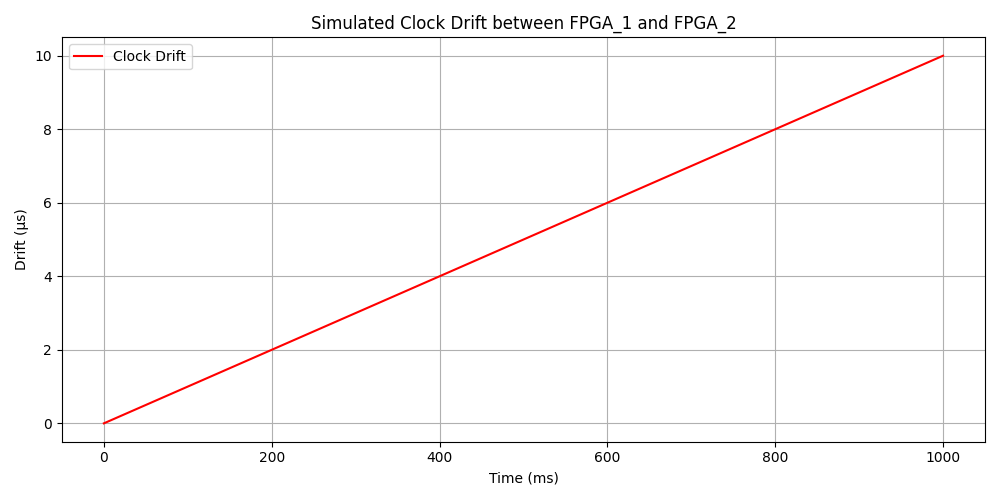 Simulated Clock Drift between FPGA_1 and FPGA_2
Clock Drift
Drift (µs)
10
8
6
4
2
0
0 200 400 600 800 1000
Time (ms)